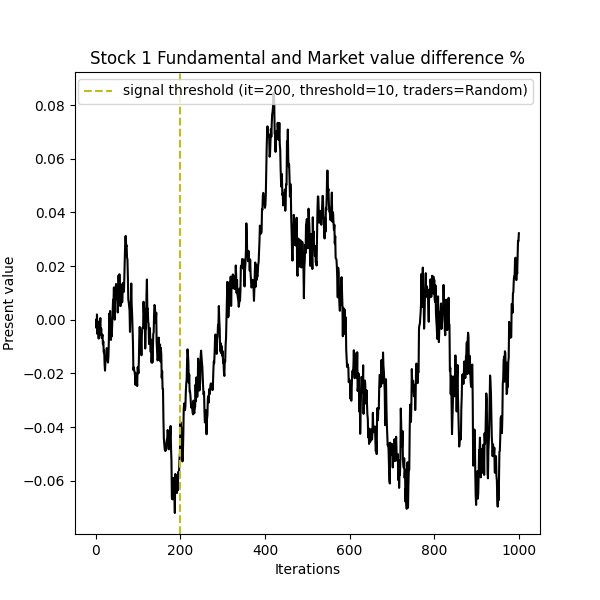 Stock 1 Fundamental and Market value difference %
signal threshold (it=200, threshold=10, traders=Random)
0.08
0.06
0.04
0.02
0.00
−0.02
−0.04
−0.06
Present value
0 200 400 600 800 1000
Iterations